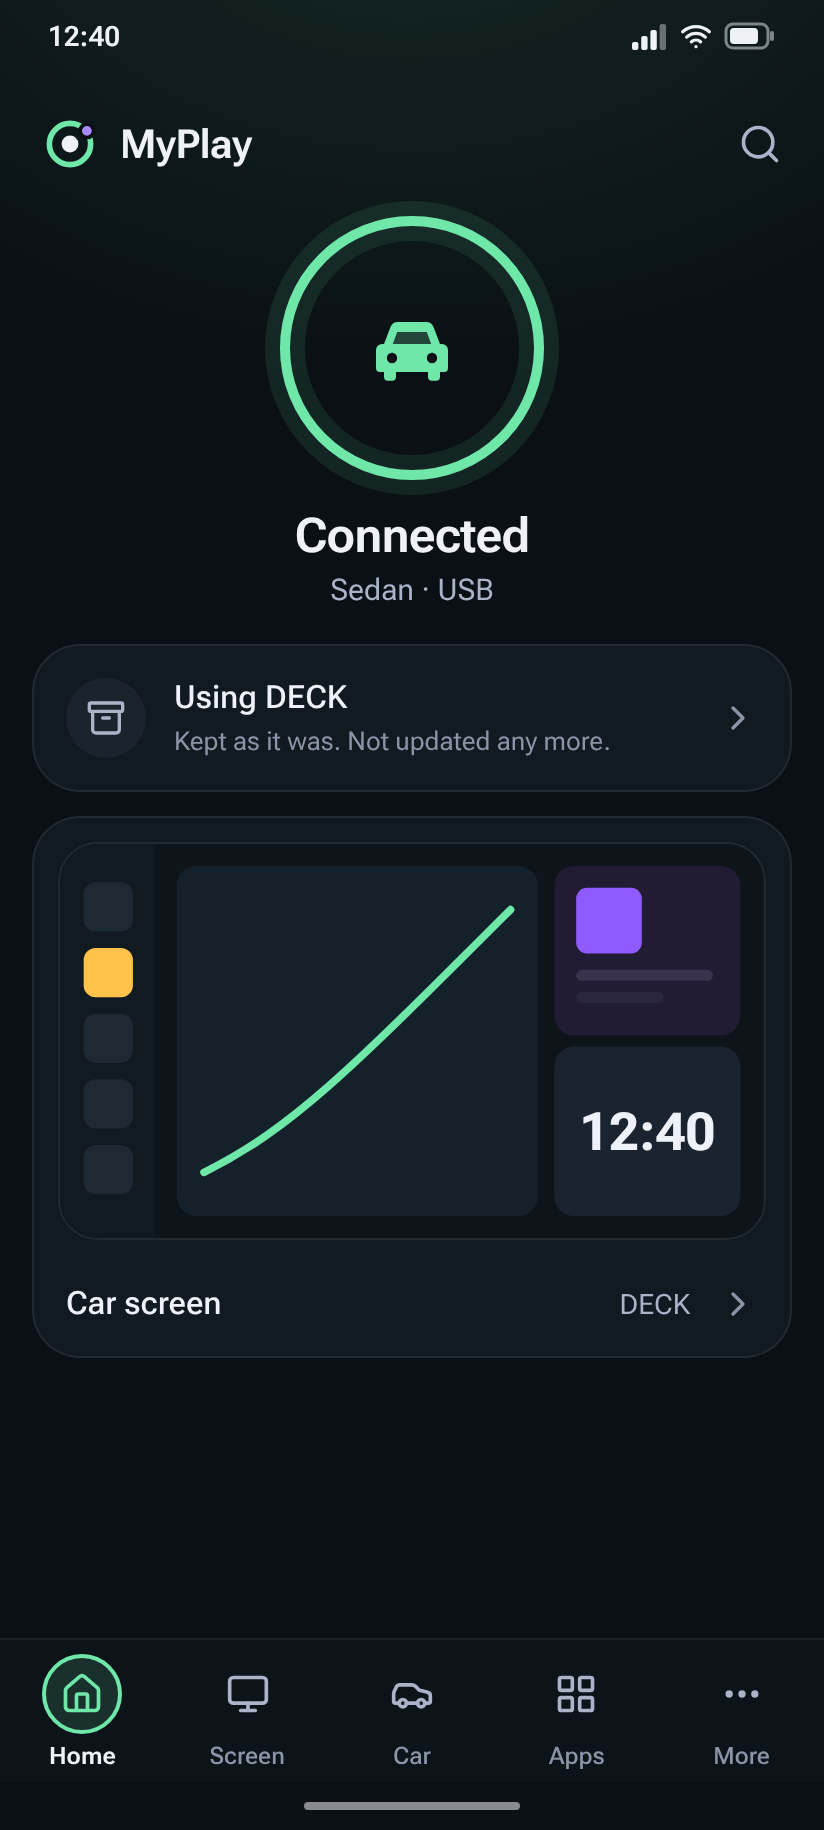 12:40
MyPlay
Connected
Sedan · USB
Using DECK
Kept as it was. Not updated any more.
12:40
Car screen
DECK
Home
Screen
Car
Apps
More